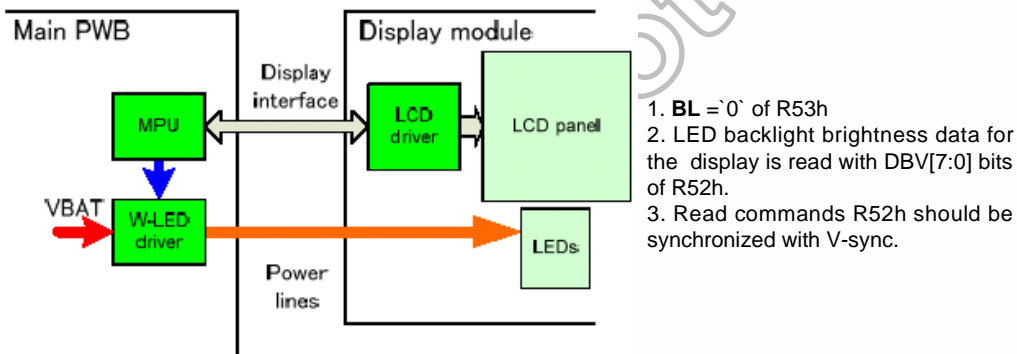 Main PWB
Display module
Display
interface
MPU
LCD
driver
LCD panel
VBAT
W-LED
driver
LEDs
Power
lines
1. BL =`0` of R53h
2. LED backlight brightness data for
the display is read with DBV[7:0] bits
of R52h.
3. Read commands R52h should be
synchronized with V-sync.